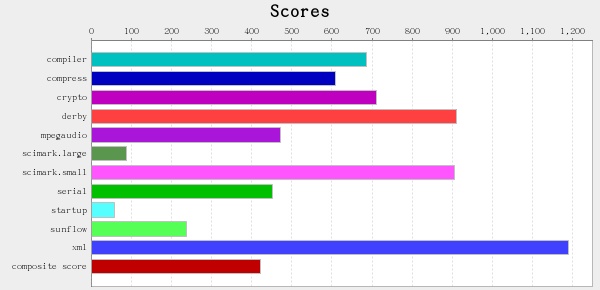 Scores
0 100 200 300 400 500 600 700 800 900 1,000 1,100 1,200
compiler
compress
crypto
derby
mpegaudio
scimark.large
scimark.small
serial
startup
sunflow
xml
composite score